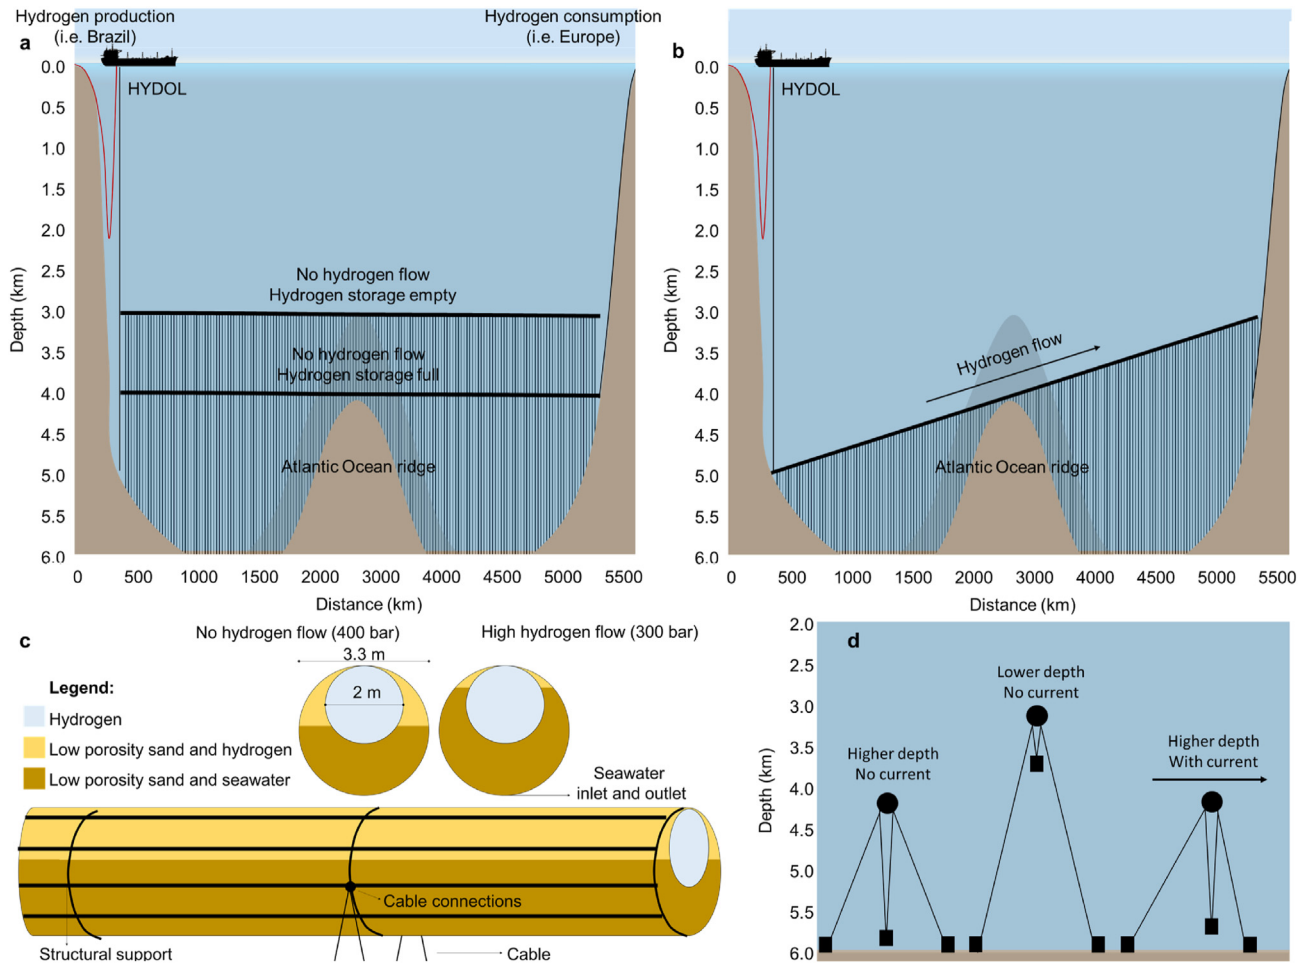 Hydrogen production
(i.e. Brazil)
Hydrogen consumption
(i.e. Europe)
a
HYDOL
0.0
0.5
1.0
1.5
2.0
2.5
3.0
3.5
4.0
4.5
5.0
5.5
6.0
Depth (km)
No hydrogen flow
Hydrogen storage empty
No hydrogen flow
Hydrogen storage full
Atlantic Ocean ridge
0 500 1000 1500 2000 3000 4000 5000 5500
Distance (km)
b
HYDOL
0.0
0.5
1.0
1.5
2.0
2.5
3.0
3.5
4.0
4.5
5.0
5.5
6.0
Depth (km)
Hydrogen flow
Atlantic Ocean ridge
0 500 1000 1500 2000 3000 4000 5000 5500
Distance (km)
c
No hydrogen flow (400 bar)
3.3 m
2 m
High hydrogen flow (300 bar)
Legend:
Hydrogen
Low porosity sand and hydrogen
Low porosity sand and seawater
Seawater
inlet and outlet
Cable connections
Structural support
Cable
d
2.0
2.5
3.0
3.5
4.0
4.5
5.0
5.5
6.0
Depth (km)
Higher depth
No current
Lower depth
No current
Higher depth
With current